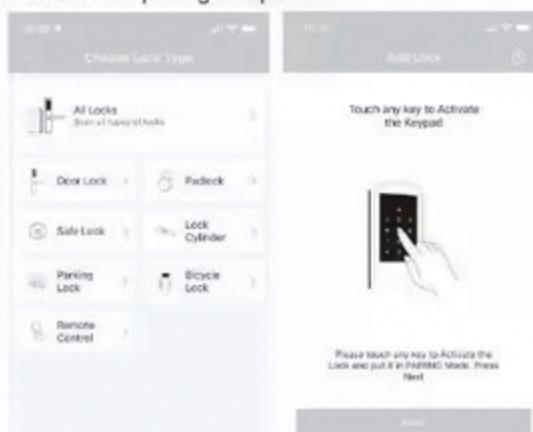 Choose Lock Type
All Locks
Door Lock
Padlock
Safe Lock
Lock
Cylinder
Parking
Lock
Bicycle
Lock
Remote
Control
Add Lock
Touch any key to Activate
the Keypad
Please touch any key to Activate the
Lock and put it in PAIRING Mode. Press
Next